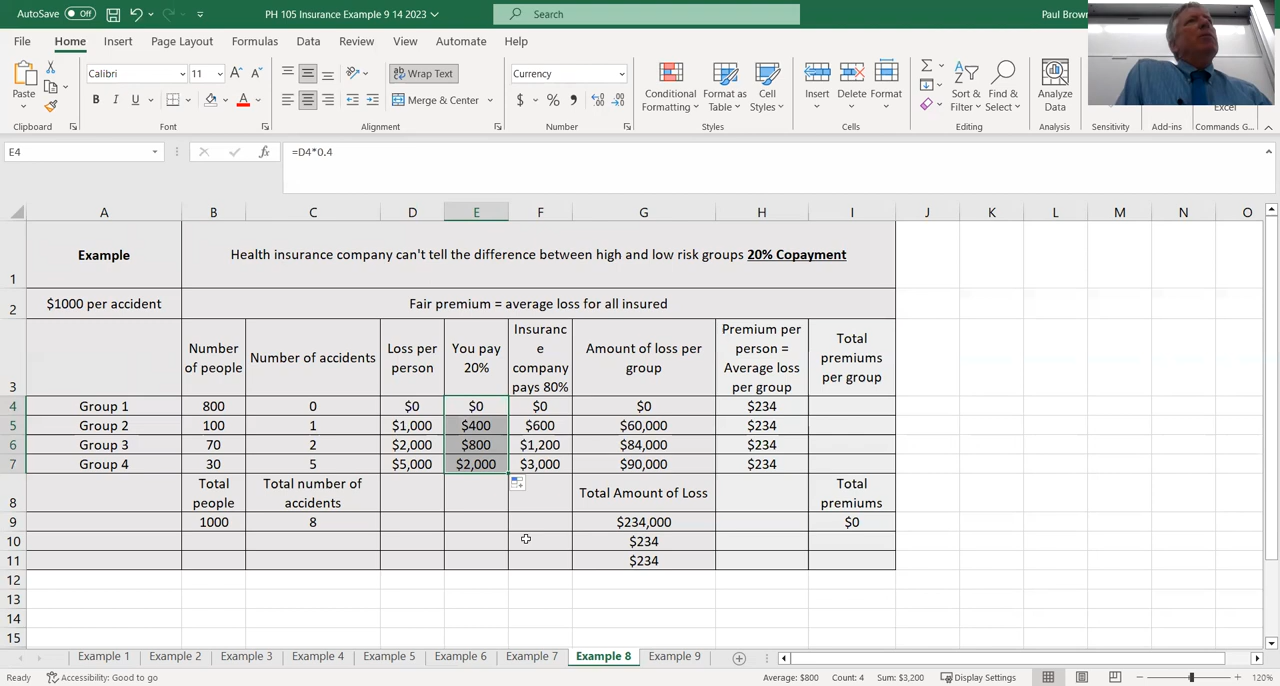 AutoSave Off PH 105 Insurance Example 9 14 2023 Search Paul Brown
File Home Insert Page Layout Formulas Data Review View Automate Help
Paste Calibri 11 Wrap Text Currency Conditional Formatting Format as Table Cell Styles Insert Delete Format Sort & Filter Find & Select Analyze Data Excel
B I U Merge & Center $ %
Clipboard Font Alignment Number Styles Cells Editing Analysis Sensitivity Add-ins Commands G...
E4 fx =D4*0.4
A B C D E F G H I J K L M N O
1 Example Health insurance company can't tell the difference between high and low risk groups 20% Copayment
2 $1000 per accident Fair premium = average loss for all insured
3 Number of people Number of accidents Loss per person You pay 20% Insuranc e company pays 80% Amount of loss per group Premium per person = Average loss per group Total premiums per group
4 Group 1 800 0 $0 $0 $0 $0 $234
5 Group 2 100 1 $1,000 $400 $600 $60,000 $234
6 Group 3 70 2 $2,000 $800 $1,200 $84,000 $234
7 Group 4 30 5 $5,000 $2,000 $3,000 $90,000 $234
8 Total people Total number of accidents Total Amount of Loss Total premiums
9 1000 8 $234,000 $0
10 $234
11 $234
12
13
14
15
Example 1 Example 2 Example 3 Example 4 Example 5 Example 6 Example 7 Example 8 Example 9
Ready Accessibility: Good to go Average: $800 Count: 4 Sum: $3,200 Display Settings 120%